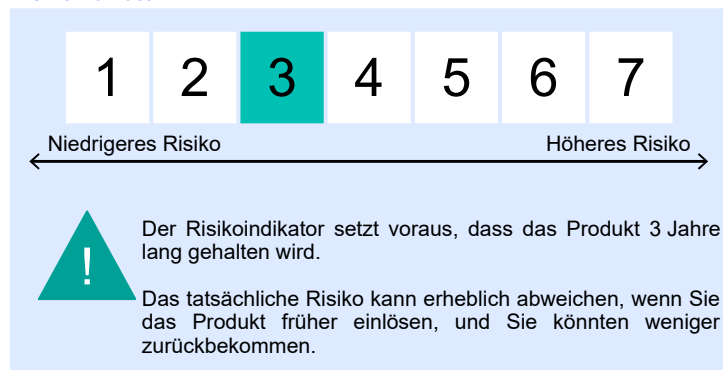 1 2 3 4 5 6 7
Niedrigeres Risiko Höheres Risiko
!
Der Risikoindikator setzt voraus, dass das Produkt 3 Jahre
lang gehalten wird.
Das tatsächliche Risiko kann erheblich abweichen, wenn Sie
das Produkt früher einlösen, und Sie könnten weniger
zurückbekommen.